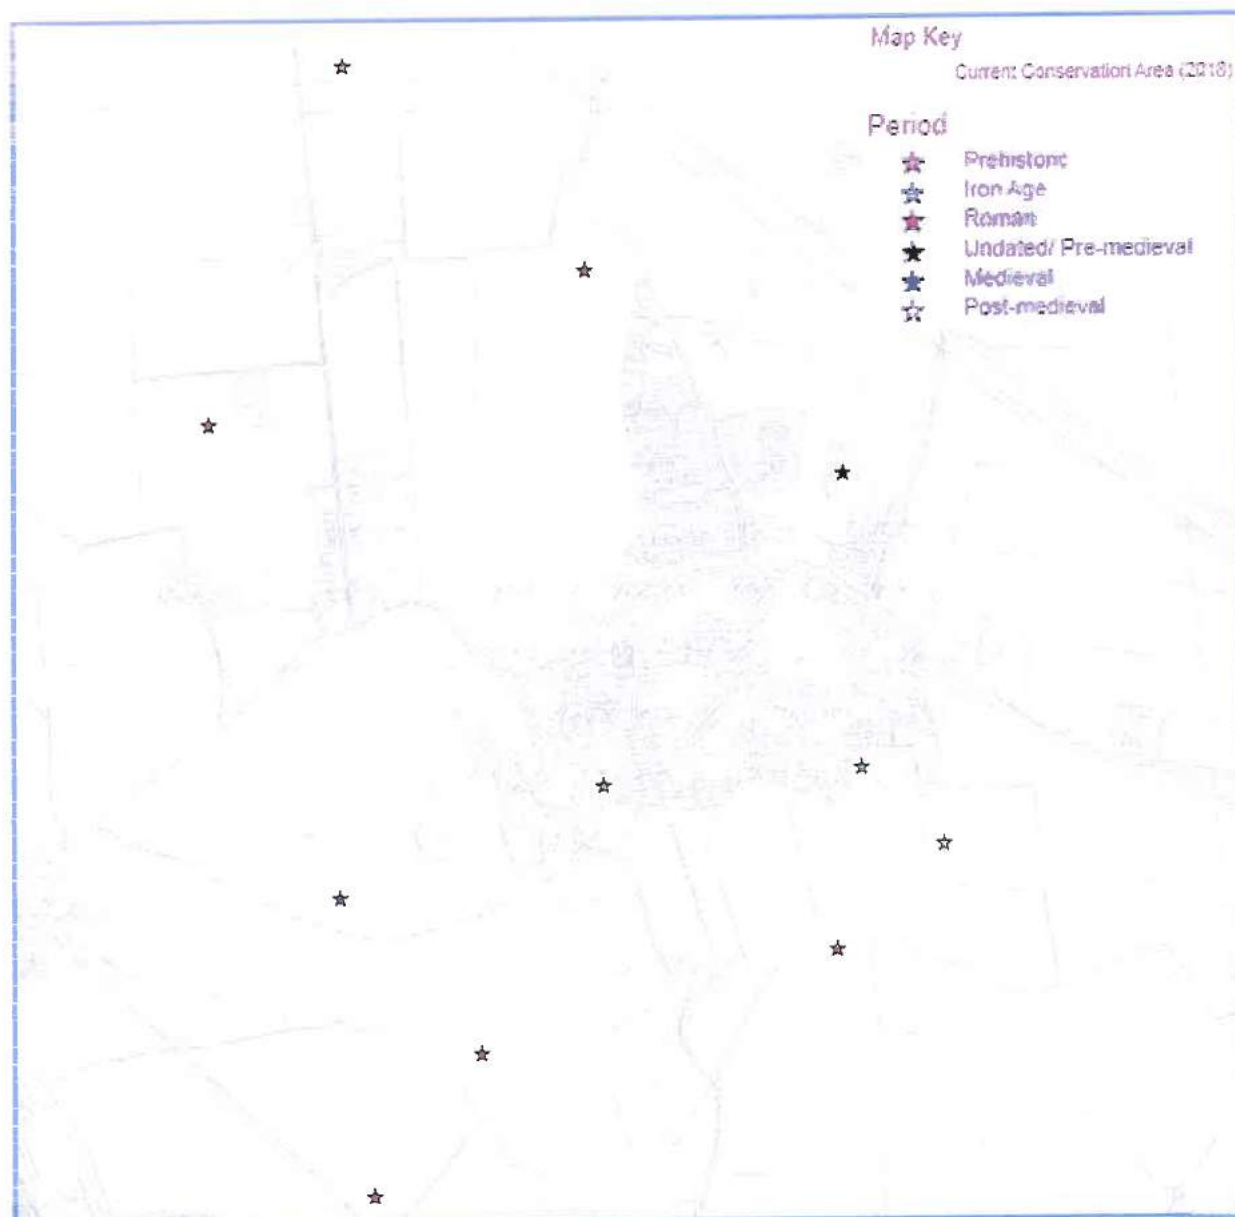 Map Key
Current Conservation Area (2018)
Period
Prehistoric
Iron Age
Roman
Undated/ Pre-medieval
Medieval
Post-medieval